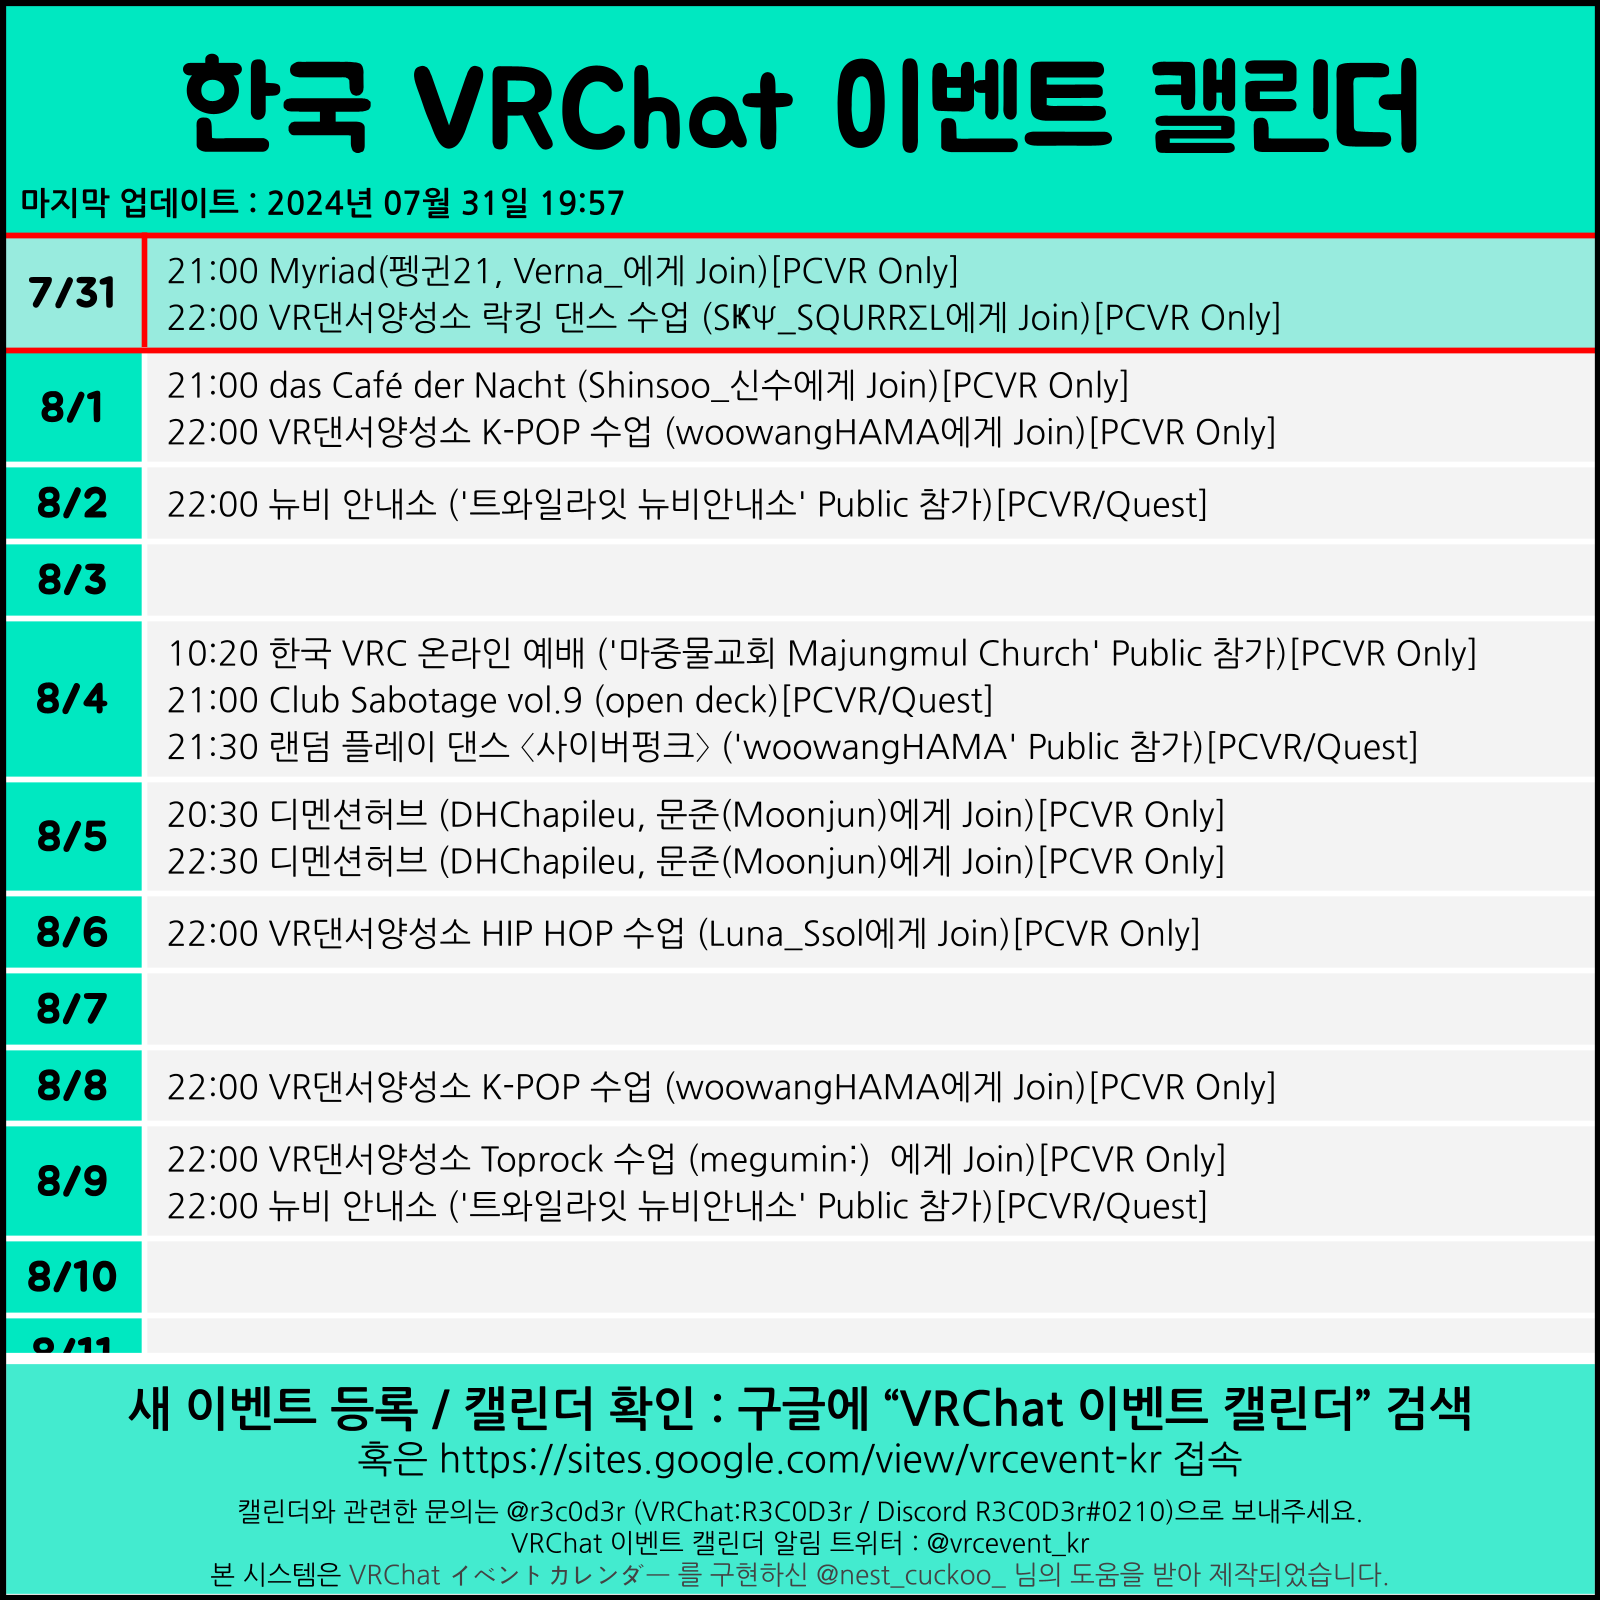 한국 VRChat 이벤트 캘린더
마지막 업데이트 : 2024년 07월 31일 19:57
7/31
21:00 Myriad(펭귄21, Verna_에게 Join)[PCVR Only]
22:00 VR댄서양성소 락킹 댄스 수업 (SꀘΨ_SQURRΣL에게 Join)[PCVR Only]
8/1
21:00 das Café der Nacht (Shinsoo_신수에게 Join)[PCVR Only]
22:00 VR댄서양성소 K-POP 수업 (woowangHAMA에게 Join)[PCVR Only]
8/2
22:00 뉴비 안내소 ('트와일라잇 뉴비안내소' Public 참가)[PCVR/Quest]
8/3
8/4
10:20 한국 VRC 온라인 예배 ('마중물교회 Majungmul Church' Public 참가)[PCVR Only]
21:00 Club Sabotage vol.9 (open deck)[PCVR/Quest]
21:30 랜덤 플레이 댄스 〈사이버펑크〉 ('woowangHAMA' Public 참가)[PCVR/Quest]
8/5
20:30 디멘션허브 (DHChapileu, 문준(Moonjun)에게 Join)[PCVR Only]
22:30 디멘션허브 (DHChapileu, 문준(Moonjun)에게 Join)[PCVR Only]
8/6
22:00 VR댄서양성소 HIP HOP 수업 (Luna_Ssol에게 Join)[PCVR Only]
8/7
8/8
22:00 VR댄서양성소 K-POP 수업 (woowangHAMA에게 Join)[PCVR Only]
8/9
22:00 VR댄서양성소 Toprock 수업 (megumin:)  에게 Join)[PCVR Only]
22:00 뉴비 안내소 ('트와일라잇 뉴비안내소' Public 참가)[PCVR/Quest]
8/10
8/11
새 이벤트 등록 / 캘린더 확인 : 구글에 “VRChat 이벤트 캘린더” 검색
혹은 https://sites.google.com/view/vrcevent-kr 접속
캘린더와 관련한 문의는 @r3c0d3r (VRChat:R3C0D3r / Discord R3C0D3r#0210)으로 보내주세요.
VRChat 이벤트 캘린더 알림 트위터 : @vrcevent_kr
본 시스템은 VRChat イベントカレンダー 를 구현하신 @nest_cuckoo_ 님의 도움을 받아 제작되었습니다.